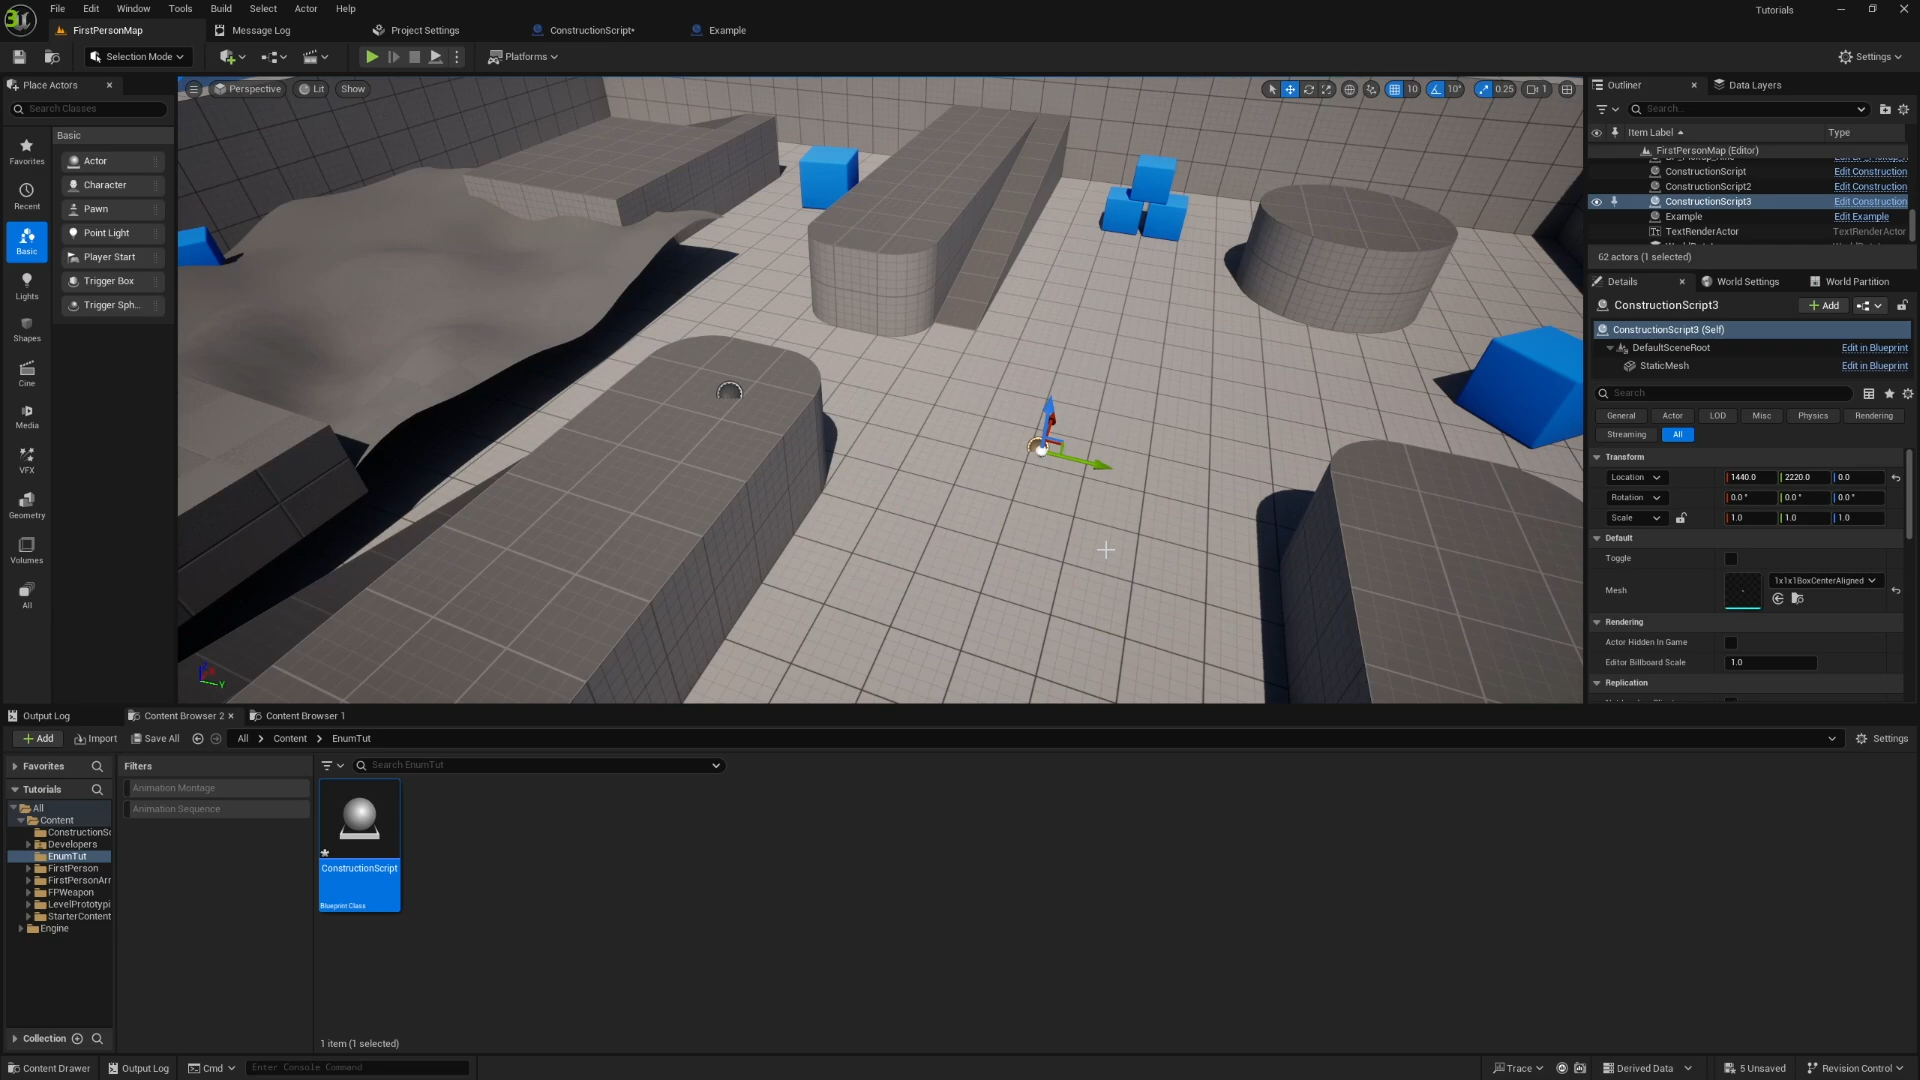 File Edit Window Tools Build Select Actor Help
Tutorials
FirstPersonMap
Message Log
Project Settings
ConstructionScript*
Example
Selection Mode
Platforms
Settings
Place Actors
Search Classes
Favorites
Recent
Basic
Lights
Shapes
Cine
Media
VFX
Geometry
Volumes
All
Basic
Actor
Character
Pawn
Point Light
Player Start
Trigger Box
Trigger Sph...
Perspective
Lit
Show
10
10°
0.25
1
Outliner
Data Layers
Search...
Item Label
Type
FirstPersonMap (Editor)
ConstructionScript Edit Construction
ConstructionScript2 Edit Construction
ConstructionScript3 Edit Construction
Example Edit Example
TextRenderActor TextRenderActor
62 actors (1 selected)
Details
World Settings
World Partition
ConstructionScript3
Add
ConstructionScript3 (Self)
DefaultSceneRoot Edit in Blueprint
StaticMesh Edit in Blueprint
Search
General Actor LOD Misc Physics Rendering
Streaming All
Transform
Location 1440.0 2220.0 0.0
Rotation 0.0° 0.0° 0.0°
Scale 1.0 1.0 1.0
Default
Toggle
Mesh
1x1x1BoxCenterAligned
Rendering
Actor Hidden In Game
Editor Billboard Scale 1.0
Replication
Output Log
Content Browser 2
Content Browser 1
Add
Import
Save All
All > Content > EnumTut
Settings
Favorites
Tutorials
All
Content
ConstructionSc
Developers
EnumTut
FirstPerson
FirstPersonArr
FPWeapon
LevelPrototypi
StarterContent
Engine
Collection
Filters
Animation Montage
Animation Sequence
Search EnumTut
ConstructionScript
Blueprint Class
1 item (1 selected)
Content Drawer
Output Log
Cmd
Enter Console Command
Trace
Derived Data
5 Unsaved
Revision Control